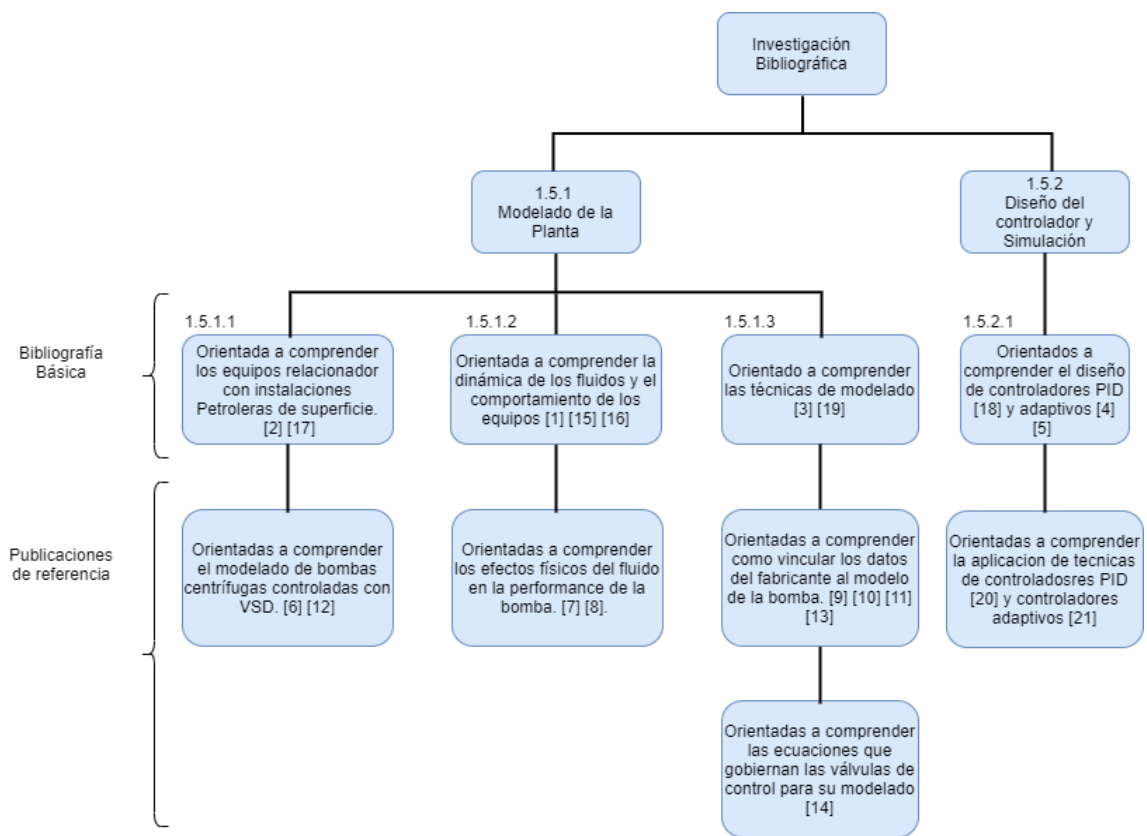 Investigación
Bibliográfica
1.5.1
Modelado de la
Planta
1.5.2
Diseño del
controlador y
Simulación
Bibliografía
Básica
1.5.1.1
Orientada a comprender
los equipos relacionador
con instalaciones
Petroleras de superficie.
[2] [17]
1.5.1.2
Orientada a comprender la
dinámica de los fluidos y el
comportamiento de los
equipos [1] [15] [16]
1.5.1.3
Orientado a comprender
las técnicas de modelado
[3] [19]
1.5.2.1
Orientados a
comprender el diseño
de controladores PID
[18] y adaptivos [4]
[5]
Publicaciones
de referencia
Orientadas a comprender
el modelado de bombas
centrífugas controladas con
VSD. [6] [12]
Orientadas a comprender
los efectos físicos del fluido
en la performance de la
bomba. [7] [8].
Orientadas a comprender
como vincular los datos
del fabricante al modelo
de la bomba. [9] [10] [11]
[13]
Orientadas a comprender
la aplicacion de tecnicas
de controladosres PID
[20] y controladores
adaptivos [21]
Orientadas a comprender
las ecuaciones que
gobiernan las válvulas de
control para su modelado
[14]